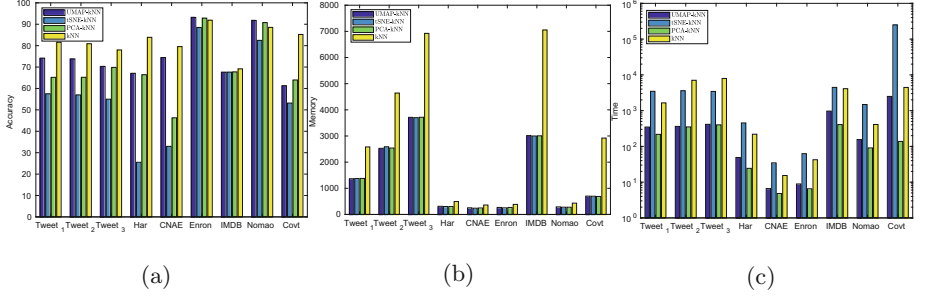 100
90
80
70
60
50
40
30
20
10
0
Accuracy
UMAP-kNN
tSNE-kNN
PCA-kNN
kNN
Tweet 1 Tweet 2 Tweet 3 Har CNAE Enron IMDB Nomao Covt
(a)
8000
7000
6000
5000
4000
3000
2000
1000
0
Memory
UMAP-kNN
tSNE-kNN
PCA-kNN
kNN
Tweet 1 Tweet 2 Tweet 3 Har CNAE Enron IMDB Nomao Covt
(b)
10^6
10^5
10^4
10^3
10^2
10^1
10^0
Time
UMAP-kNN
tSNE-kNN
PCA-kNN
kNN
Tweet 1 Tweet 2 Tweet 3 Har CNAE Enron IMDB Nomao Covt
(c)